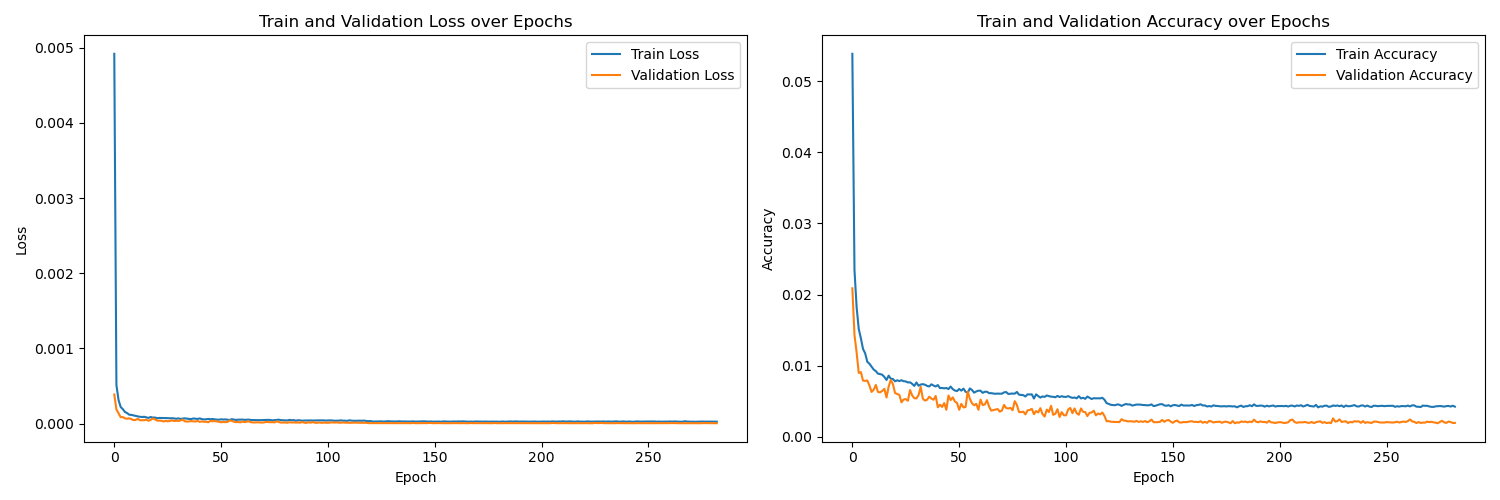 Train and Validation Loss over Epochs
Train Loss
Validation Loss
0.005
0.004
0.003
0.002
0.001
0.000
Loss
0 50 100 150 200 250
Epoch
Train and Validation Accuracy over Epochs
Train Accuracy
Validation Accuracy
0.05
0.04
0.03
0.02
0.01
0.00
Accuracy
0 50 100 150 200 250
Epoch